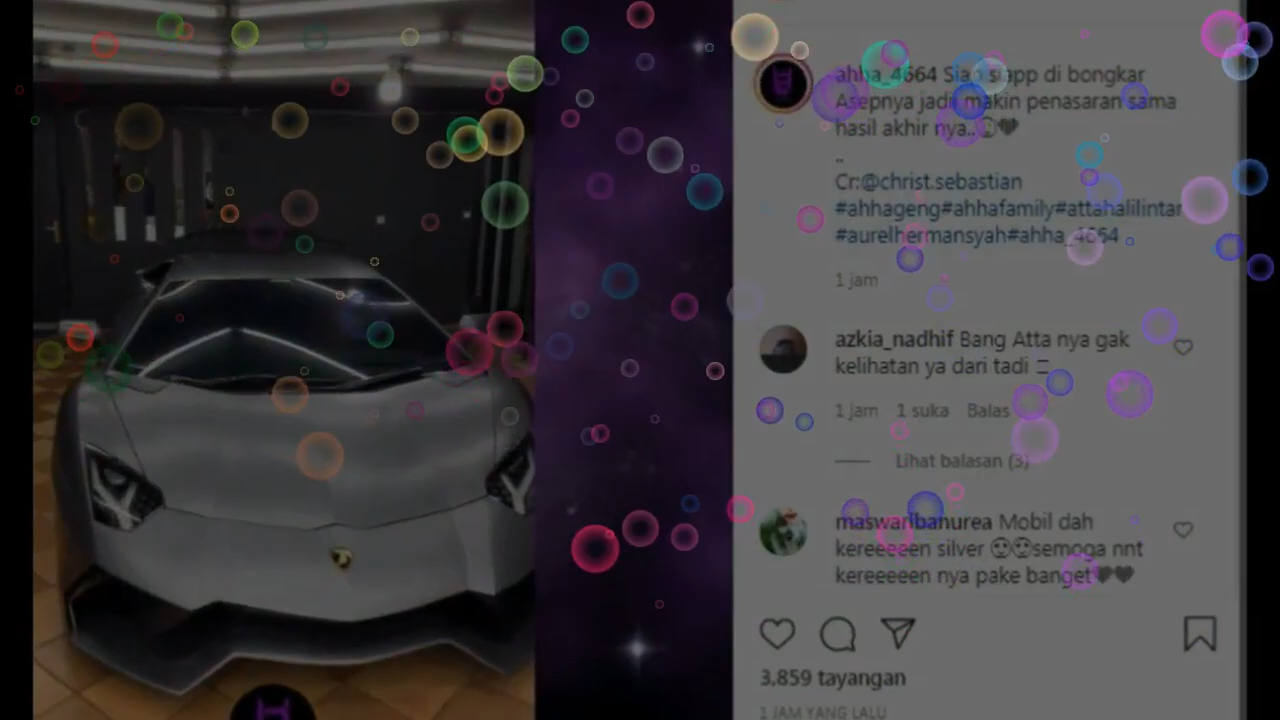 ahha_4664 Siap siapp di bongkar
Asepnya jadii makin penasaran sama
hasil akhir nya..
..
Cr:@christ.sebastian
#ahhageng#ahhafamily#attahalilintar
#aurelhermansyah#ahha_4664
1 jam
azkia_nadhif Bang Atta nya gak
kelihatan ya dari tadi
1 jam 1 suka Balas
Lihat balasan (3)
maswaribanurea Mobil dah
kereeeeen silver semoga nnt
kereeeeen nya pake banget
3,859 tayangan
1 JAM YANG LALU